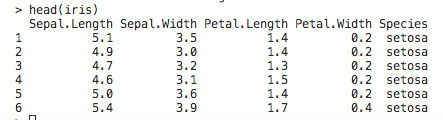 > head(iris)
  Sepal.Length Sepal.Width Petal.Length Petal.Width Species
1          5.1         3.5          1.4         0.2  setosa
2          4.9         3.0          1.4         0.2  setosa
3          4.7         3.2          1.3         0.2  setosa
4          4.6         3.1          1.5         0.2  setosa
5          5.0         3.6          1.4         0.2  setosa
6          5.4         3.9          1.7         0.4  setosa
>